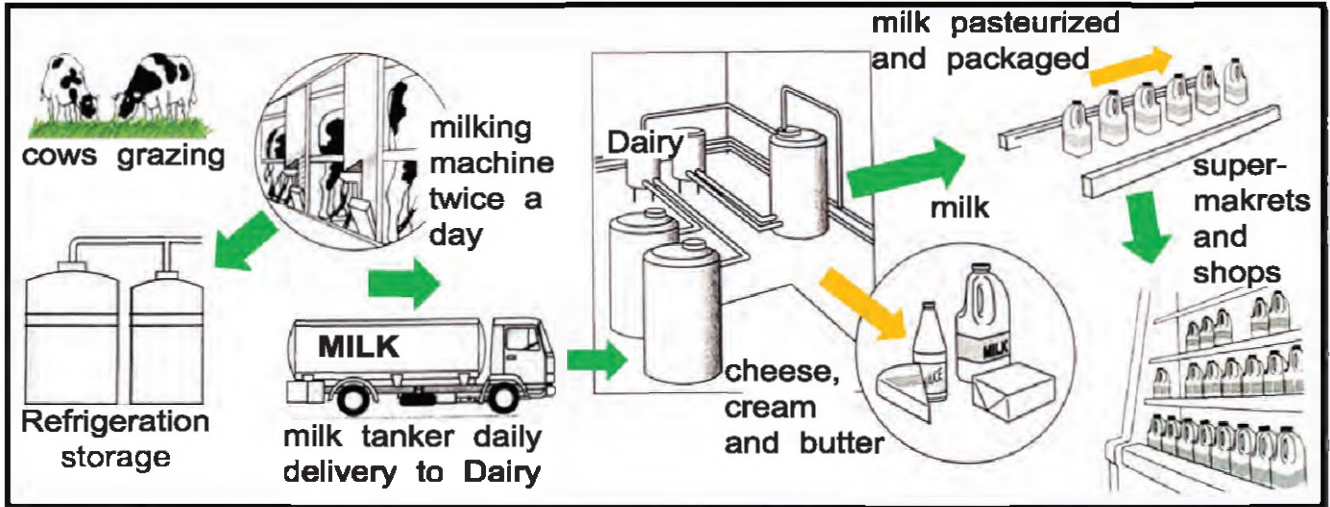 cows grazing
milking
machine
twice a
day
Refrigeration
storage
MILK
milk tanker daily
delivery to Dairy
Dairy
milk
milk pasteurized
and packaged
cheese,
cream
and butter
MILK
super-
makrets
and
shops